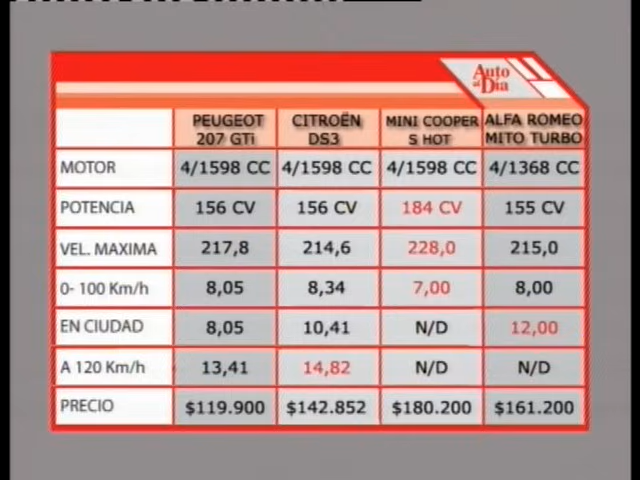 Auto
al Día
PEUGEOT 207 GTi CITROËN DS3 MINI COOPER S HOT ALFA ROMEO MITO TURBO
MOTOR 4/1598 CC 4/1598 CC 4/1598 CC 4/1368 CC
POTENCIA 156 CV 156 CV 184 CV 155 CV
VEL. MAXIMA 217,8 214,6 228,0 215,0
0- 100 Km/h 8,05 8,34 7,00 8,00
EN CIUDAD 8,05 10,41 N/D 12,00
A 120 Km/h 13,41 14,82 N/D N/D
PRECIO $119.900 $142.852 $180.200 $161.200